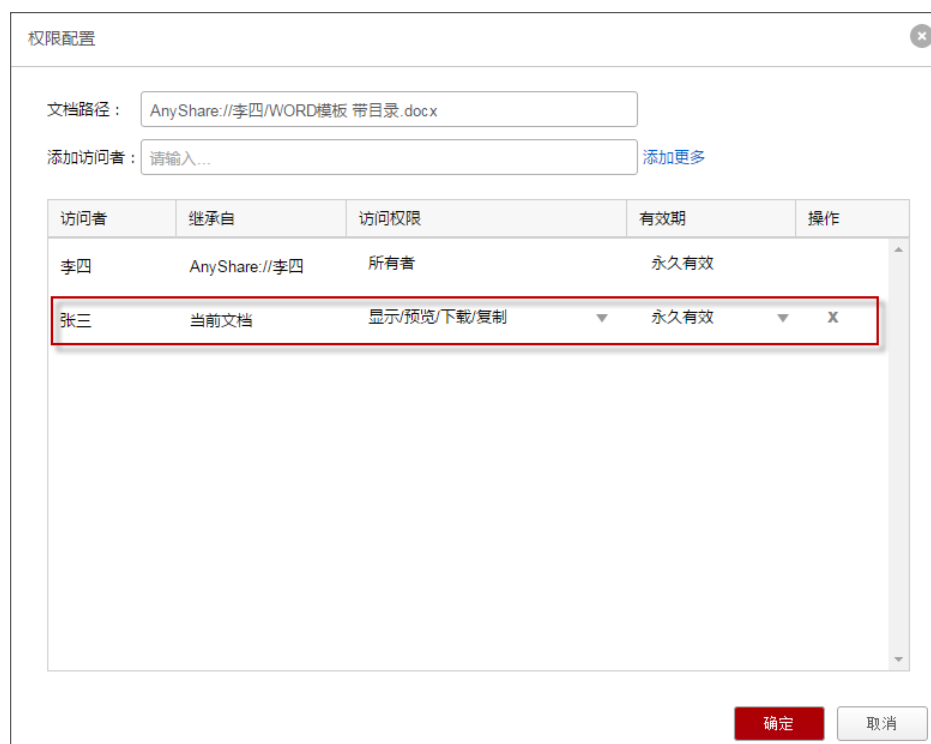 权限配置
文档路径： AnyShare://李四/WORD模板 带目录.docx
添加访问者： 请输入... 添加更多
访问者 继承自 访问权限 有效期 操作
李四 AnyShare://李四 所有者 永久有效
张三 当前文档 显示/预览/下载/复制 永久有效 X
确定 取消